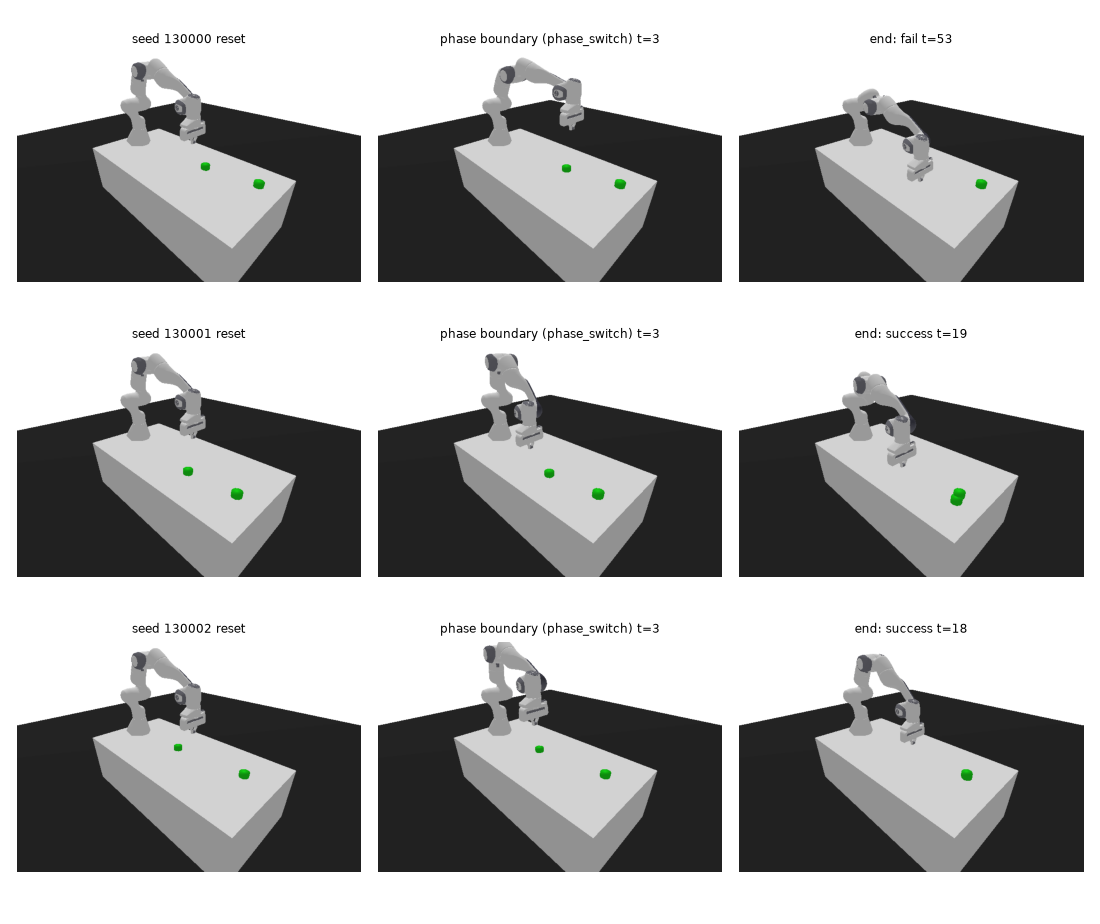 seed 130000 reset
phase boundary (phase_switch) t=3
end: fail t=53
seed 130001 reset
phase boundary (phase_switch) t=3
end: success t=19
seed 130002 reset
phase boundary (phase_switch) t=3
end: success t=18